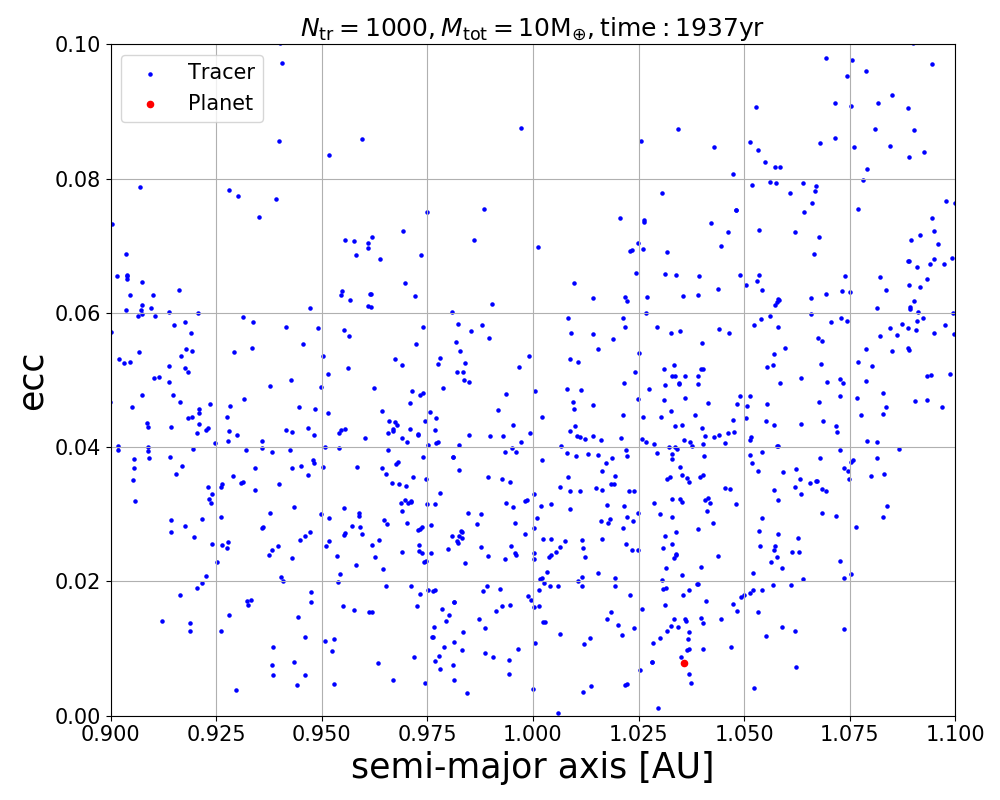 N_tr = 1000, M_tot = 10M_⊕, time : 1937yr
Tracer
Planet
0.10
0.08
0.06
0.04
0.02
0.00
ecc
0.900 0.925 0.950 0.975 1.000 1.025 1.050 1.075 1.100
semi-major axis [AU]